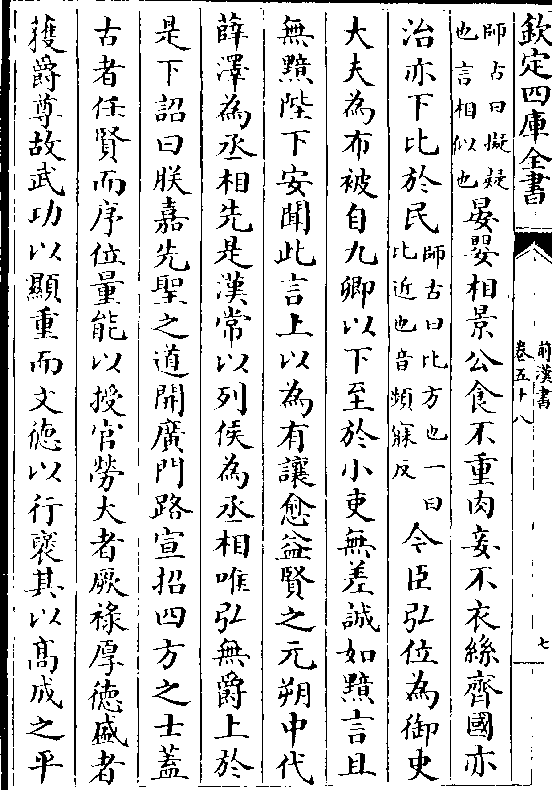 欽定四庫全書
前漢書
卷五十八
七
師古曰擬疑
也言相似也
晏嬰相景公食不重肉妾不衣絲齊國亦
治亦下比於民
師古曰比方也一曰
比近也音頻寐反
今臣弘位為御史
大夫為布被自九卿以下至於小吏無差誠如黯言且
無黯陛下安聞此言上以為有讓愈益賢之元朔中代
薛澤為丞相先是漢常以列侯為丞相唯弘無爵上於
是下詔曰朕嘉先聖之道開廣門路宣招四方之士蓋
古者任賢而序位量能以授官勞大者厥祿厚德盛者
獲爵尊故武功以顯重而文德以行襃其以髙成之平